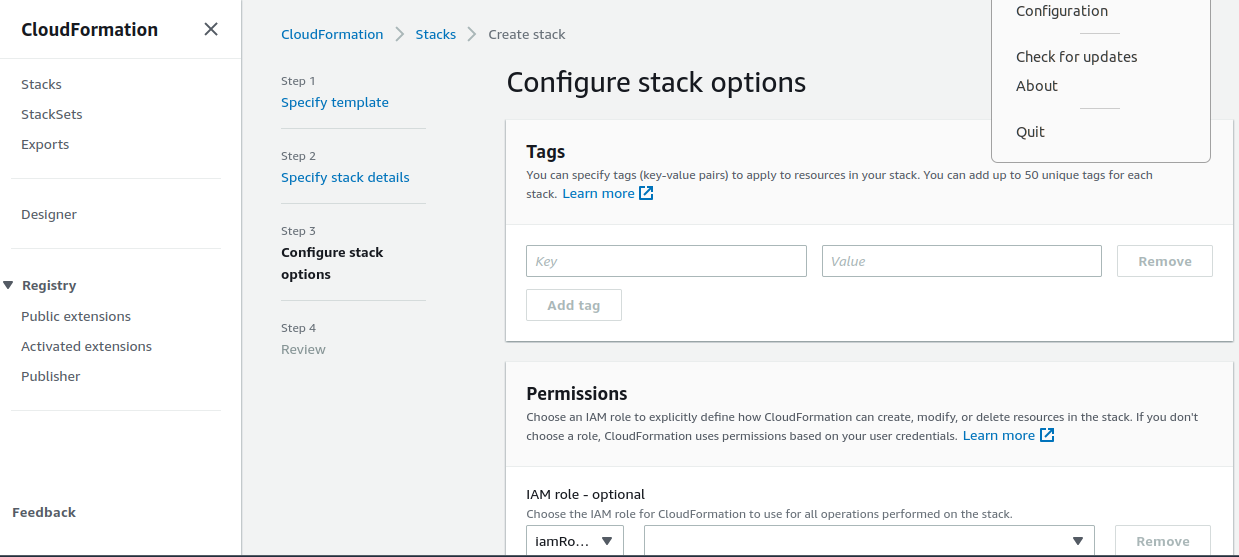 CloudFormation
Stacks
StackSets
Exports
Designer
Registry
Public extensions
Activated extensions
Publisher
Feedback
CloudFormation Stacks Create stack
Step 1
Specify template
Step 2
Specify stack details
Step 3
Configure stack
options
Step 4
Review
Configure stack options
Configuration
Check for updates
About
Quit
Tags
You can specify tags (key-value pairs) to apply to resources in your stack. You can add up to 50 unique tags for each
stack. Learn more
Key Value Remove
Add tag
Permissions
Choose an IAM role to explicitly define how CloudFormation can create, modify, or delete resources in the stack. If you don't
choose a role, CloudFormation uses permissions based on your user credentials. Learn more
IAM role - optional
Choose the IAM role for CloudFormation to use for all operations performed on the stack.
iamRo... Remove